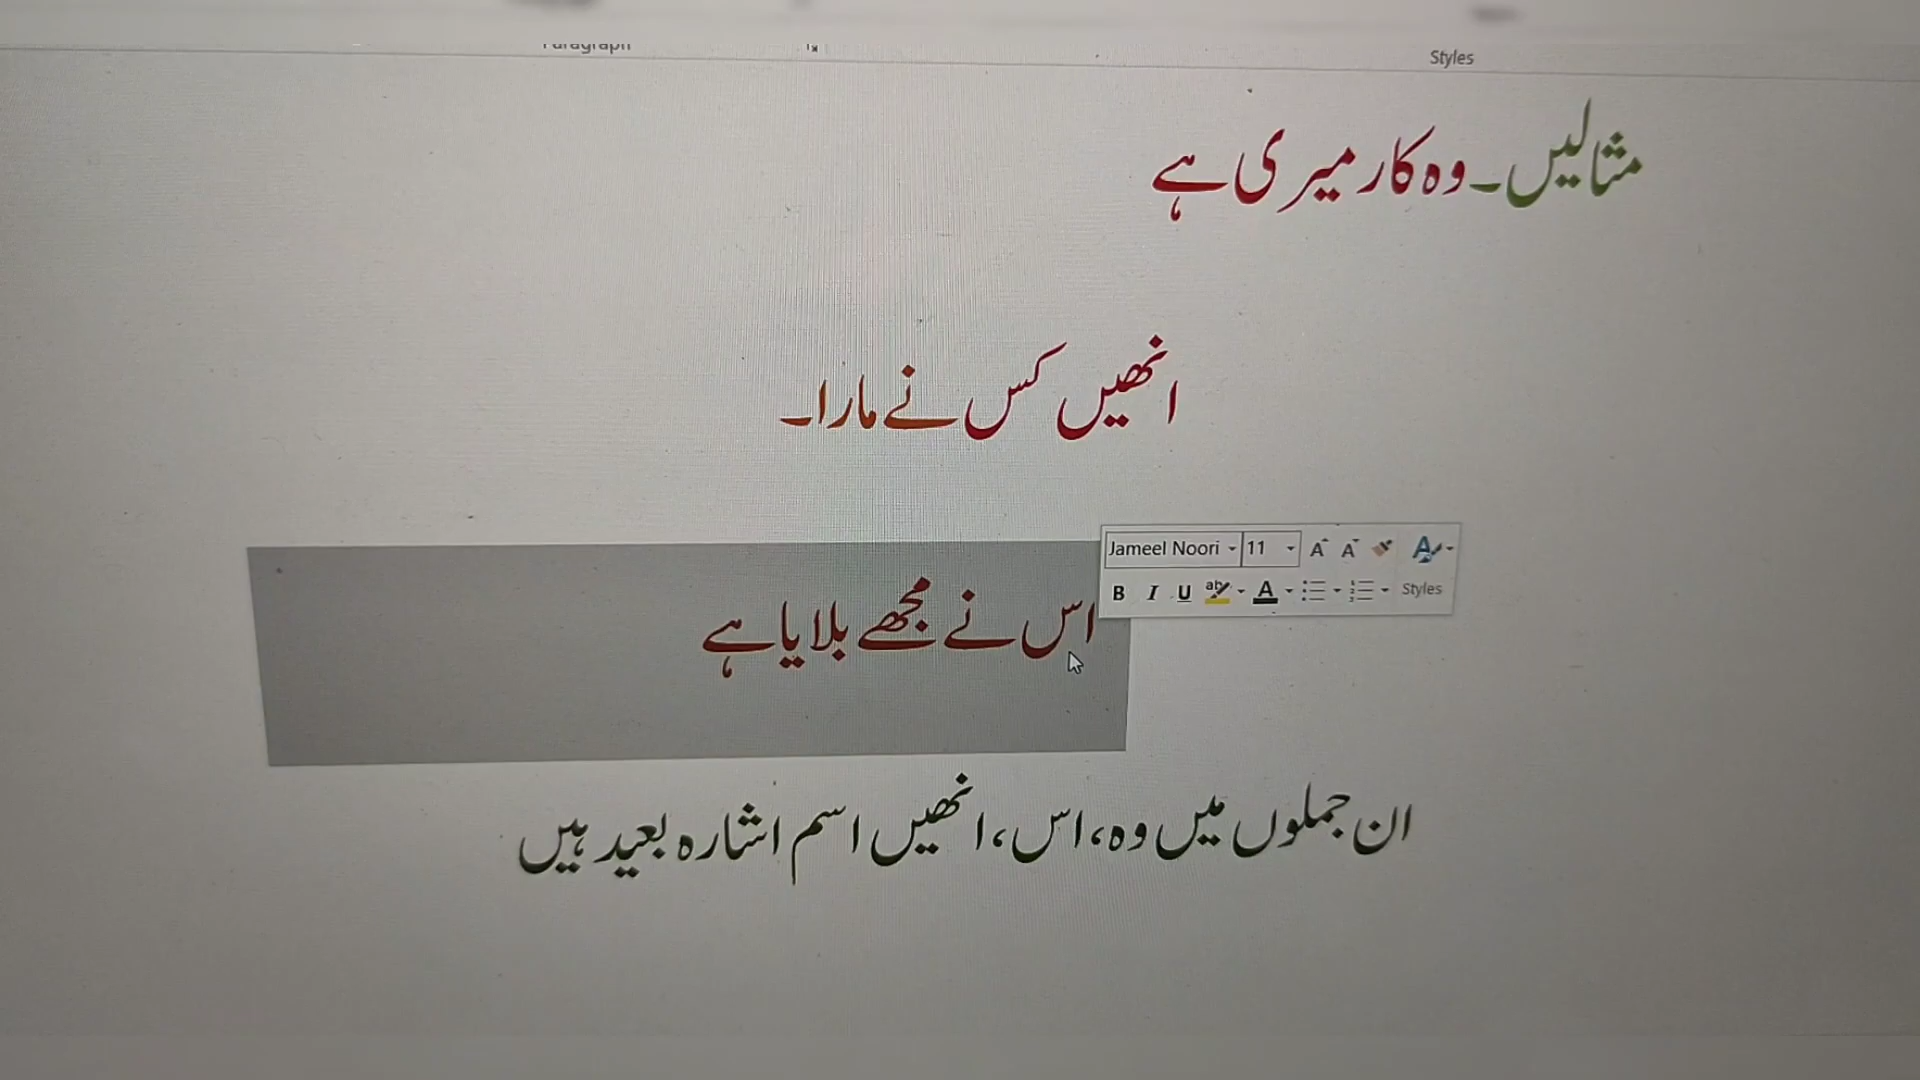 Paragraph
Styles
مثالیں۔وہ کار میری ہے
انھیں کس نے مارا۔
Jameel Noori 11
B I U Styles
اس نے مجھے بلایا ہے
ان جملوں میں وہ،اس،انھیں اسم اشارہ بعید ہیں